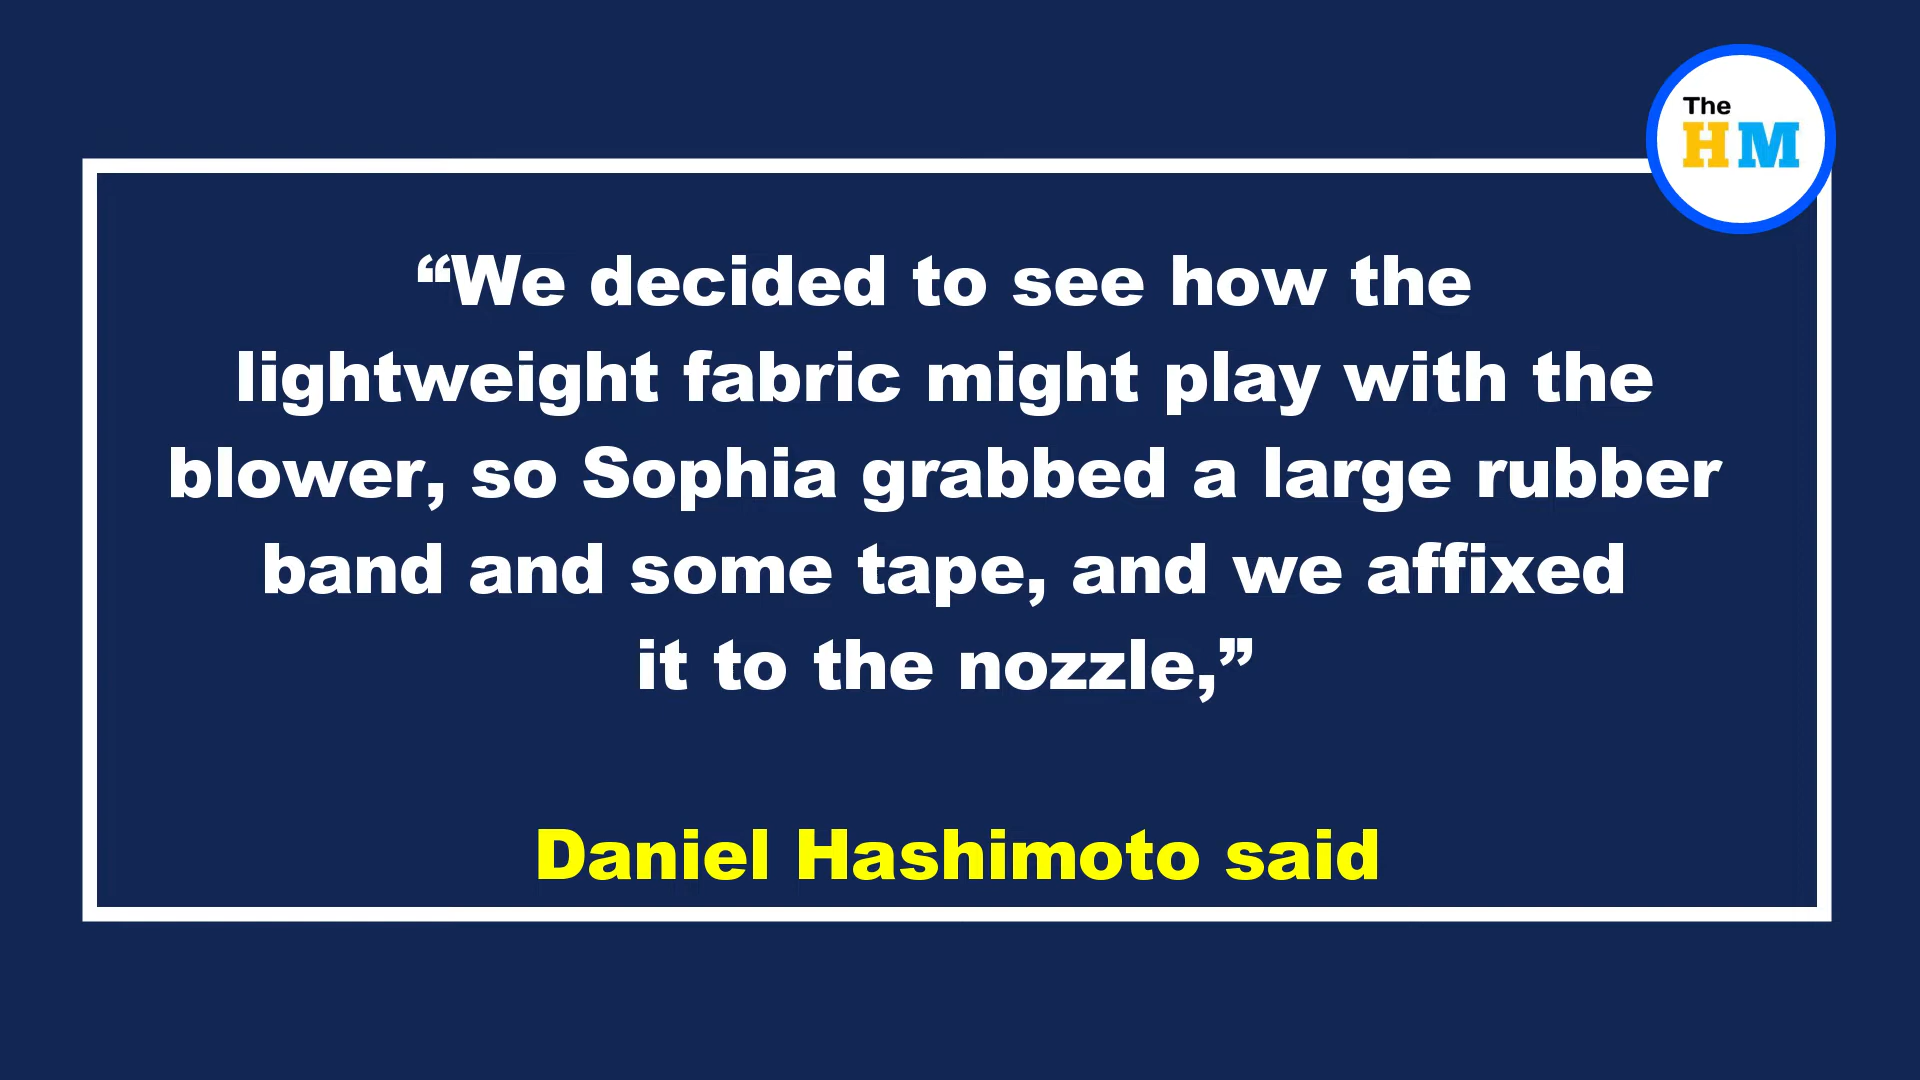 The
HM
“We decided to see how the
lightweight fabric might play with the
blower, so Sophia grabbed a large rubber
band and some tape, and we affixed
it to the nozzle,”
Daniel Hashimoto said